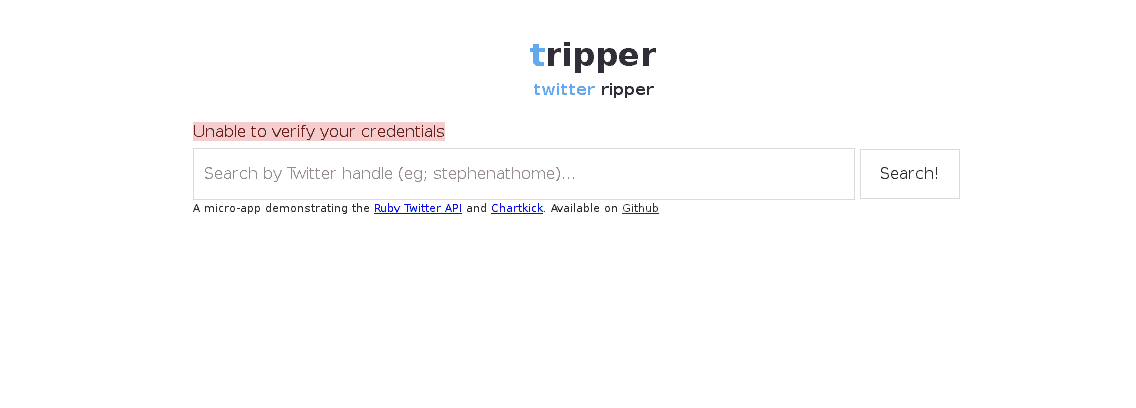 tripper
twitter ripper
Unable to verify your credentials
Search by Twitter handle (eg; stephenathome)...
Search!
A micro-app demonstrating the Ruby Twitter API and Chartkick. Available on Github